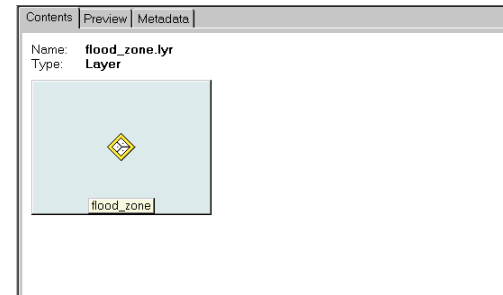 Contents Preview Metadata
Name: flood_zone.lyr
Type: Layer
flood_zone